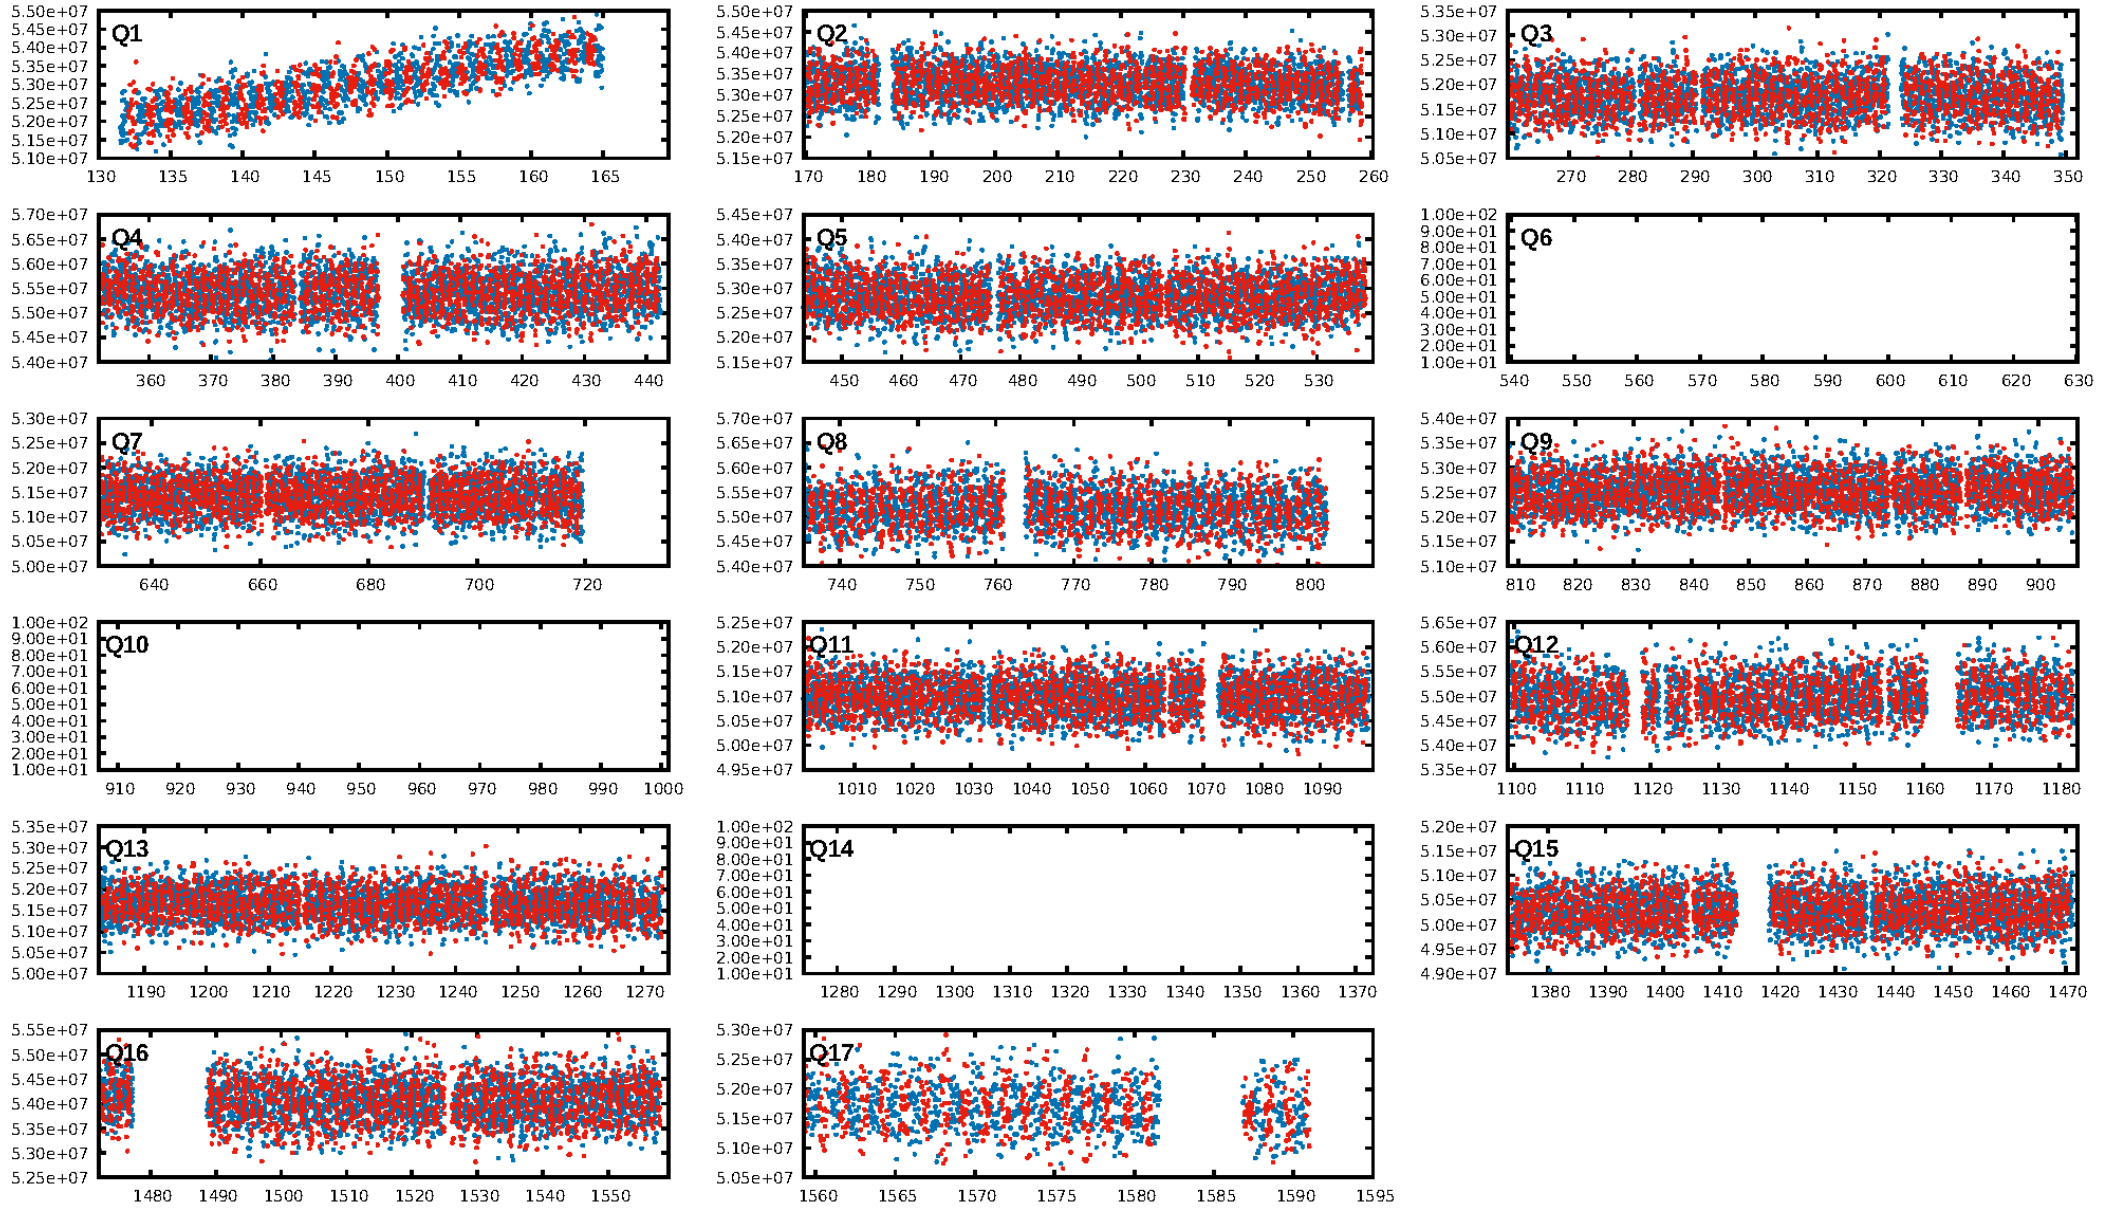 5.50e+07 5.45e+07 5.40e+07 5.35e+07 5.30e+07 5.25e+07 5.20e+07 5.15e+07 5.10e+07
Q1
130 135 140 145 150 155 160 165
5.50e+07 5.45e+07 5.40e+07 5.35e+07 5.30e+07 5.25e+07 5.20e+07 5.15e+07
Q2
170 180 190 200 210 220 230 240 250 260
5.35e+07 5.30e+07 5.25e+07 5.20e+07 5.15e+07 5.10e+07 5.05e+07
Q3
270 280 290 300 310 320 330 340 350
5.70e+07 5.65e+07 5.60e+07 5.55e+07 5.50e+07 5.45e+07 5.40e+07
Q4
360 370 380 390 400 410 420 430 440
5.45e+07 5.40e+07 5.35e+07 5.30e+07 5.25e+07 5.20e+07 5.15e+07
Q5
450 460 470 480 490 500 510 520 530
1.00e+02 9.00e+01 8.00e+01 7.00e+01 6.00e+01 5.00e+01 4.00e+01 3.00e+01 2.00e+01 1.00e+01
Q6
540 550 560 570 580 590 600 610 620 630
5.30e+07 5.25e+07 5.20e+07 5.15e+07 5.10e+07 5.05e+07 5.00e+07
Q7
640 660 680 700 720
5.70e+07 5.65e+07 5.60e+07 5.55e+07 5.50e+07 5.45e+07 5.40e+07
Q8
740 750 760 770 780 790 800
5.40e+07 5.35e+07 5.30e+07 5.25e+07 5.20e+07 5.15e+07 5.10e+07
Q9
810 820 830 840 850 860 870 880 890 900
1.00e+02 9.00e+01 8.00e+01 7.00e+01 6.00e+01 5.00e+01 4.00e+01 3.00e+01 2.00e+01 1.00e+01
Q10
910 920 930 940 950 960 970 980 990 1000
5.25e+07 5.20e+07 5.15e+07 5.10e+07 5.05e+07 5.00e+07 4.95e+07
Q11
1010 1020 1030 1040 1050 1060 1070 1080 1090
5.65e+07 5.60e+07 5.55e+07 5.50e+07 5.45e+07 5.40e+07 5.35e+07
Q12
1100 1110 1120 1130 1140 1150 1160 1170 1180
5.35e+07 5.30e+07 5.25e+07 5.20e+07 5.15e+07 5.10e+07 5.05e+07 5.00e+07
Q13
1190 1200 1210 1220 1230 1240 1250 1260 1270
1.00e+02 9.00e+01 8.00e+01 7.00e+01 6.00e+01 5.00e+01 4.00e+01 3.00e+01 2.00e+01 1.00e+01
Q14
1280 1290 1300 1310 1320 1330 1340 1350 1360 1370
5.20e+07 5.15e+07 5.10e+07 5.05e+07 5.00e+07 4.95e+07 4.90e+07
Q15
1380 1390 1400 1410 1420 1430 1440 1450 1460 1470
5.55e+07 5.50e+07 5.45e+07 5.40e+07 5.35e+07 5.30e+07 5.25e+07
Q16
1480 1490 1500 1510 1520 1530 1540 1550
5.30e+07 5.25e+07 5.20e+07 5.15e+07 5.10e+07 5.05e+07
Q17
1560 1565 1570 1575 1580 1585 1590 1595